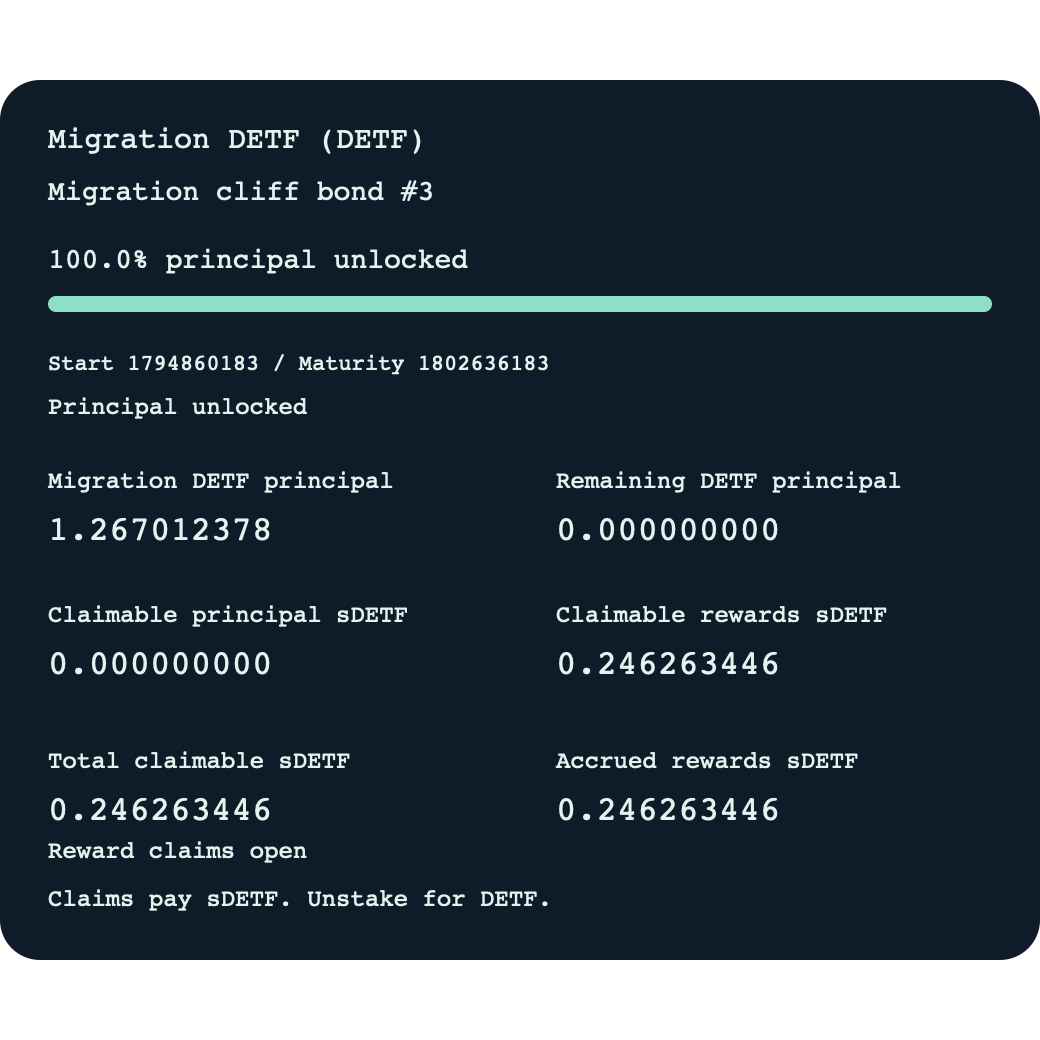 Migration DETF (DETF)
Migration cliff bond #3
100.0% principal unlocked
Start 1794860183 / Maturity 1802636183
Principal unlocked
Migration DETF principal
1.267012378
Remaining DETF principal
0.000000000
Claimable principal sDETF
0.000000000
Claimable rewards sDETF
0.246263446
Total claimable sDETF
0.246263446
Accrued rewards sDETF
0.246263446
Reward claims open
Claims pay sDETF. Unstake for DETF.